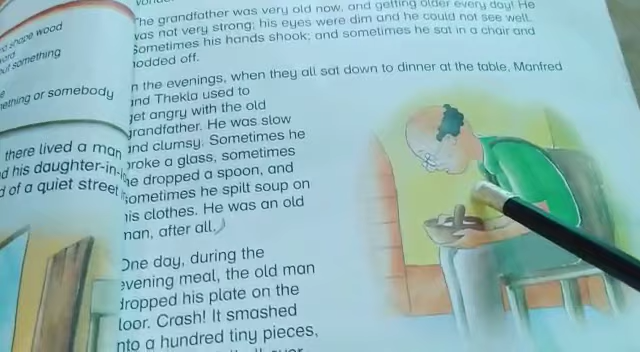 shape wood
word
out something
ething or somebody
there lived a man
d his daughter-in-
d of a quiet street
The grandfather was very old now, and getting older every day! He
was not very strong; his eyes were dim and he could not see well.
Sometimes his hands shook; and sometimes he sat in a chair and
nodded off.
In the evenings, when they all sat down to dinner at the table, Manfred
and Thekla used to
get angry with the old
grandfather. He was slow
and clumsy. Sometimes he
broke a glass, sometimes
he dropped a spoon, and
sometimes he spilt soup on
his clothes. He was an old
man, after all.
One day, during the
evening meal, the old man
dropped his plate on the
floor. Crash! It smashed
into a hundred tiny pieces,